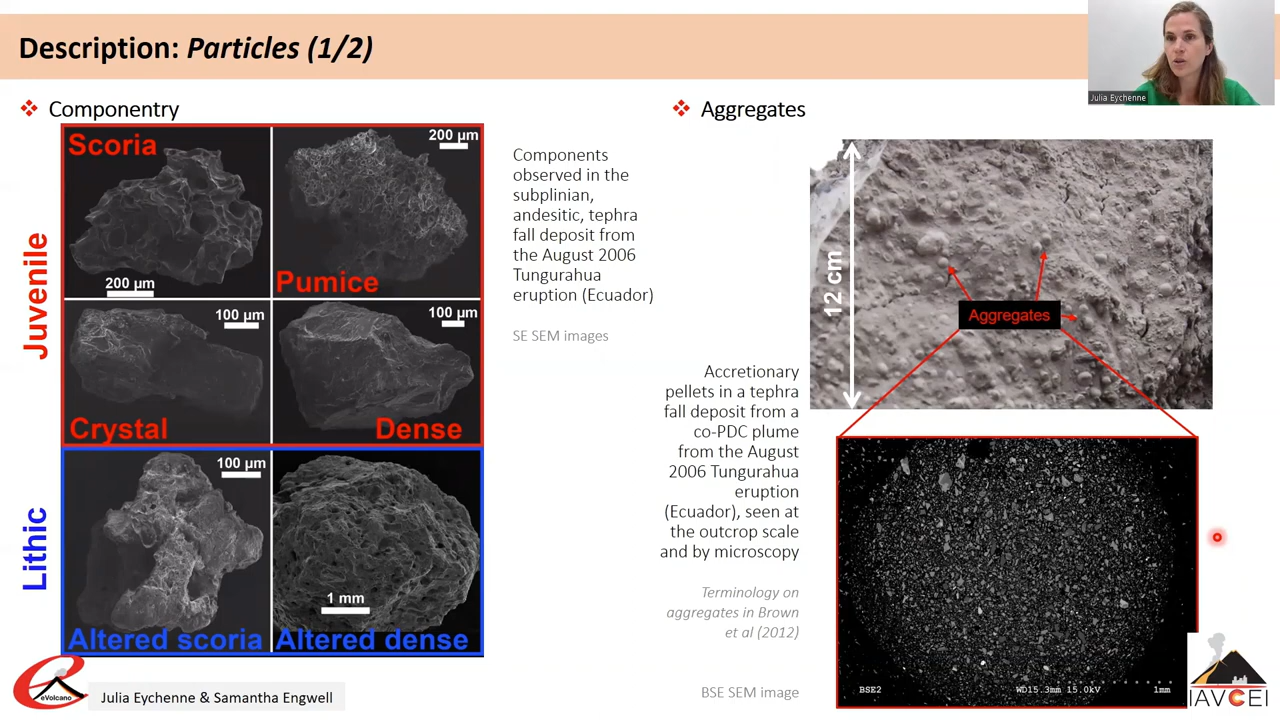 Description: Particles (1/2)
Julia Eychenne
❖ Componentry
Juvenile
Scoria
200 µm
200 µm
Pumice
100 µm
Crystal
100 µm
Dense
Lithic
100 µm
Altered scoria
1 mm
Altered dense
Components
observed in the
subplinian,
andesitic, tephra
fall deposit from
the August 2006
Tungurahua
eruption (Ecuador)
SE SEM images
❖ Aggregates
12 cm
Aggregates
Accretionary
pellets in a tephra
fall deposit from a
co-PDC plume
from the August
2006 Tungurahua
eruption
(Ecuador), seen at
the outcrop scale
and by microscopy
Terminology on
aggregates in Brown
et al (2012)
BSE SEM image
BSE2
WD15.3mm 15.0kV
1mm
eVolcano
Julia Eychenne & Samantha Engwell
IAVCEI